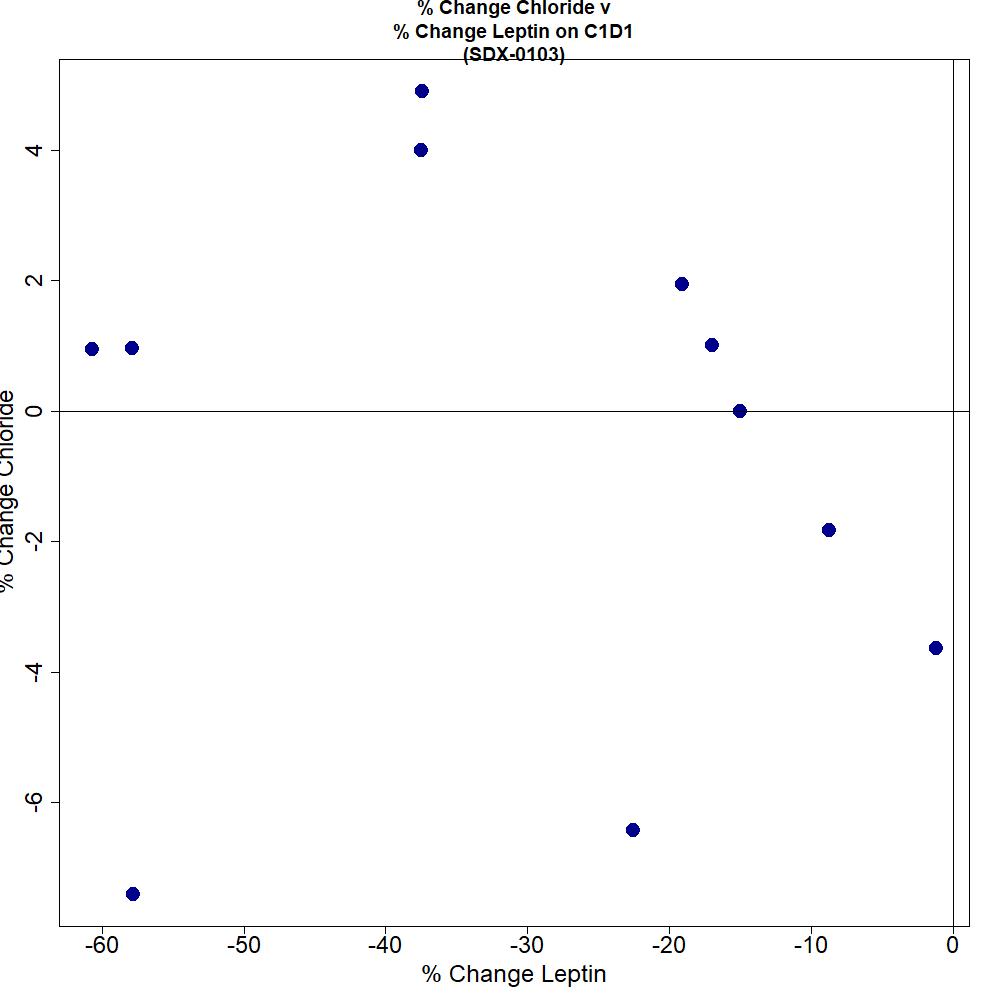 % Change Chloride v
% Change Leptin on C1D1
(SDX-0103)
% Change Chloride
4
2
0
-2
-4
-6
-60
-50
-40
-30
-20
-10
0
% Change Leptin